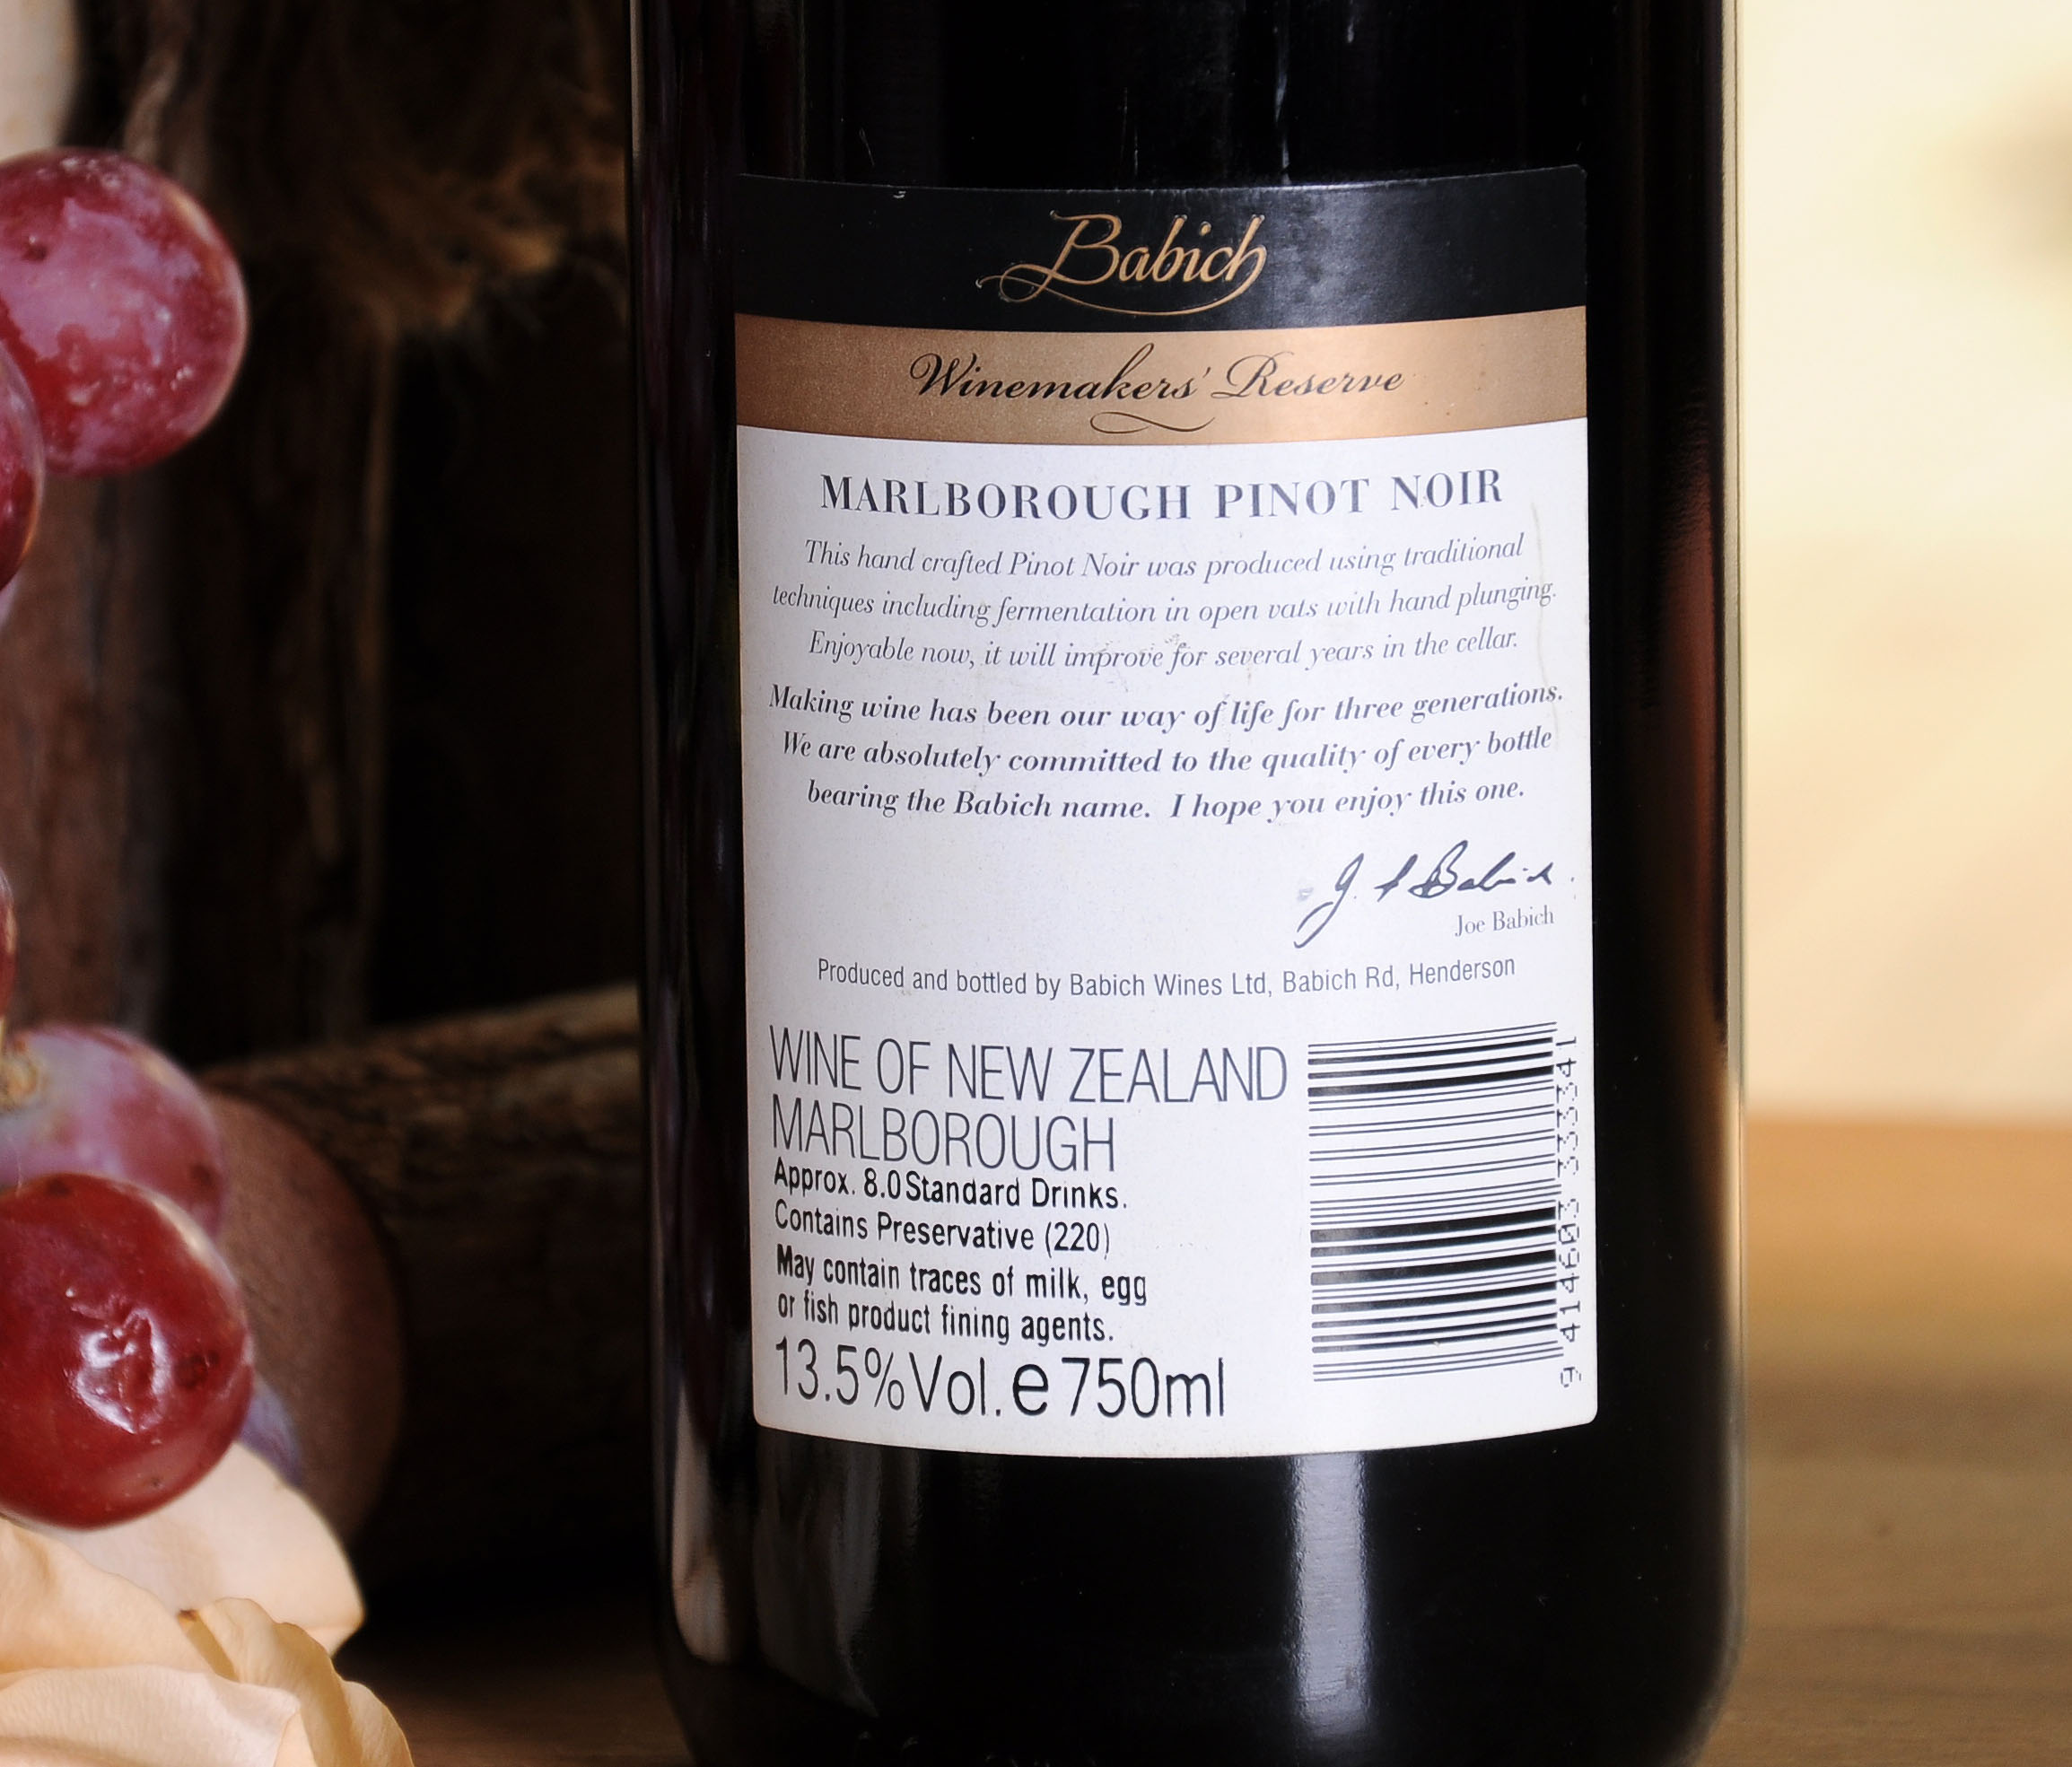 Babich
Winemakers' Reserve
MARLBOROUGH PINOT NOIR
This hand crafted Pinot Noir was produced using traditional
techniques including fermentation in open vats with hand plunging.
Enjoyable now, it will improve for several years in the cellar.
Making wine has been our way of life for three generations.
We are absolutely committed to the quality of every bottle
bearing the Babich name. I hope you enjoy this one.
J. P. Babich.
Joe Babich
Produced and bottled by Babich Wines Ltd, Babich Rd, Henderson
WINE OF NEW ZEALAND
MARLBOROUGH
Approx. 8.0 Standard Drinks.
Contains Preservative (220)
May contain traces of milk, egg
or fish product fining agents.
13.5%Vol. e 750ml
9 414603 333341